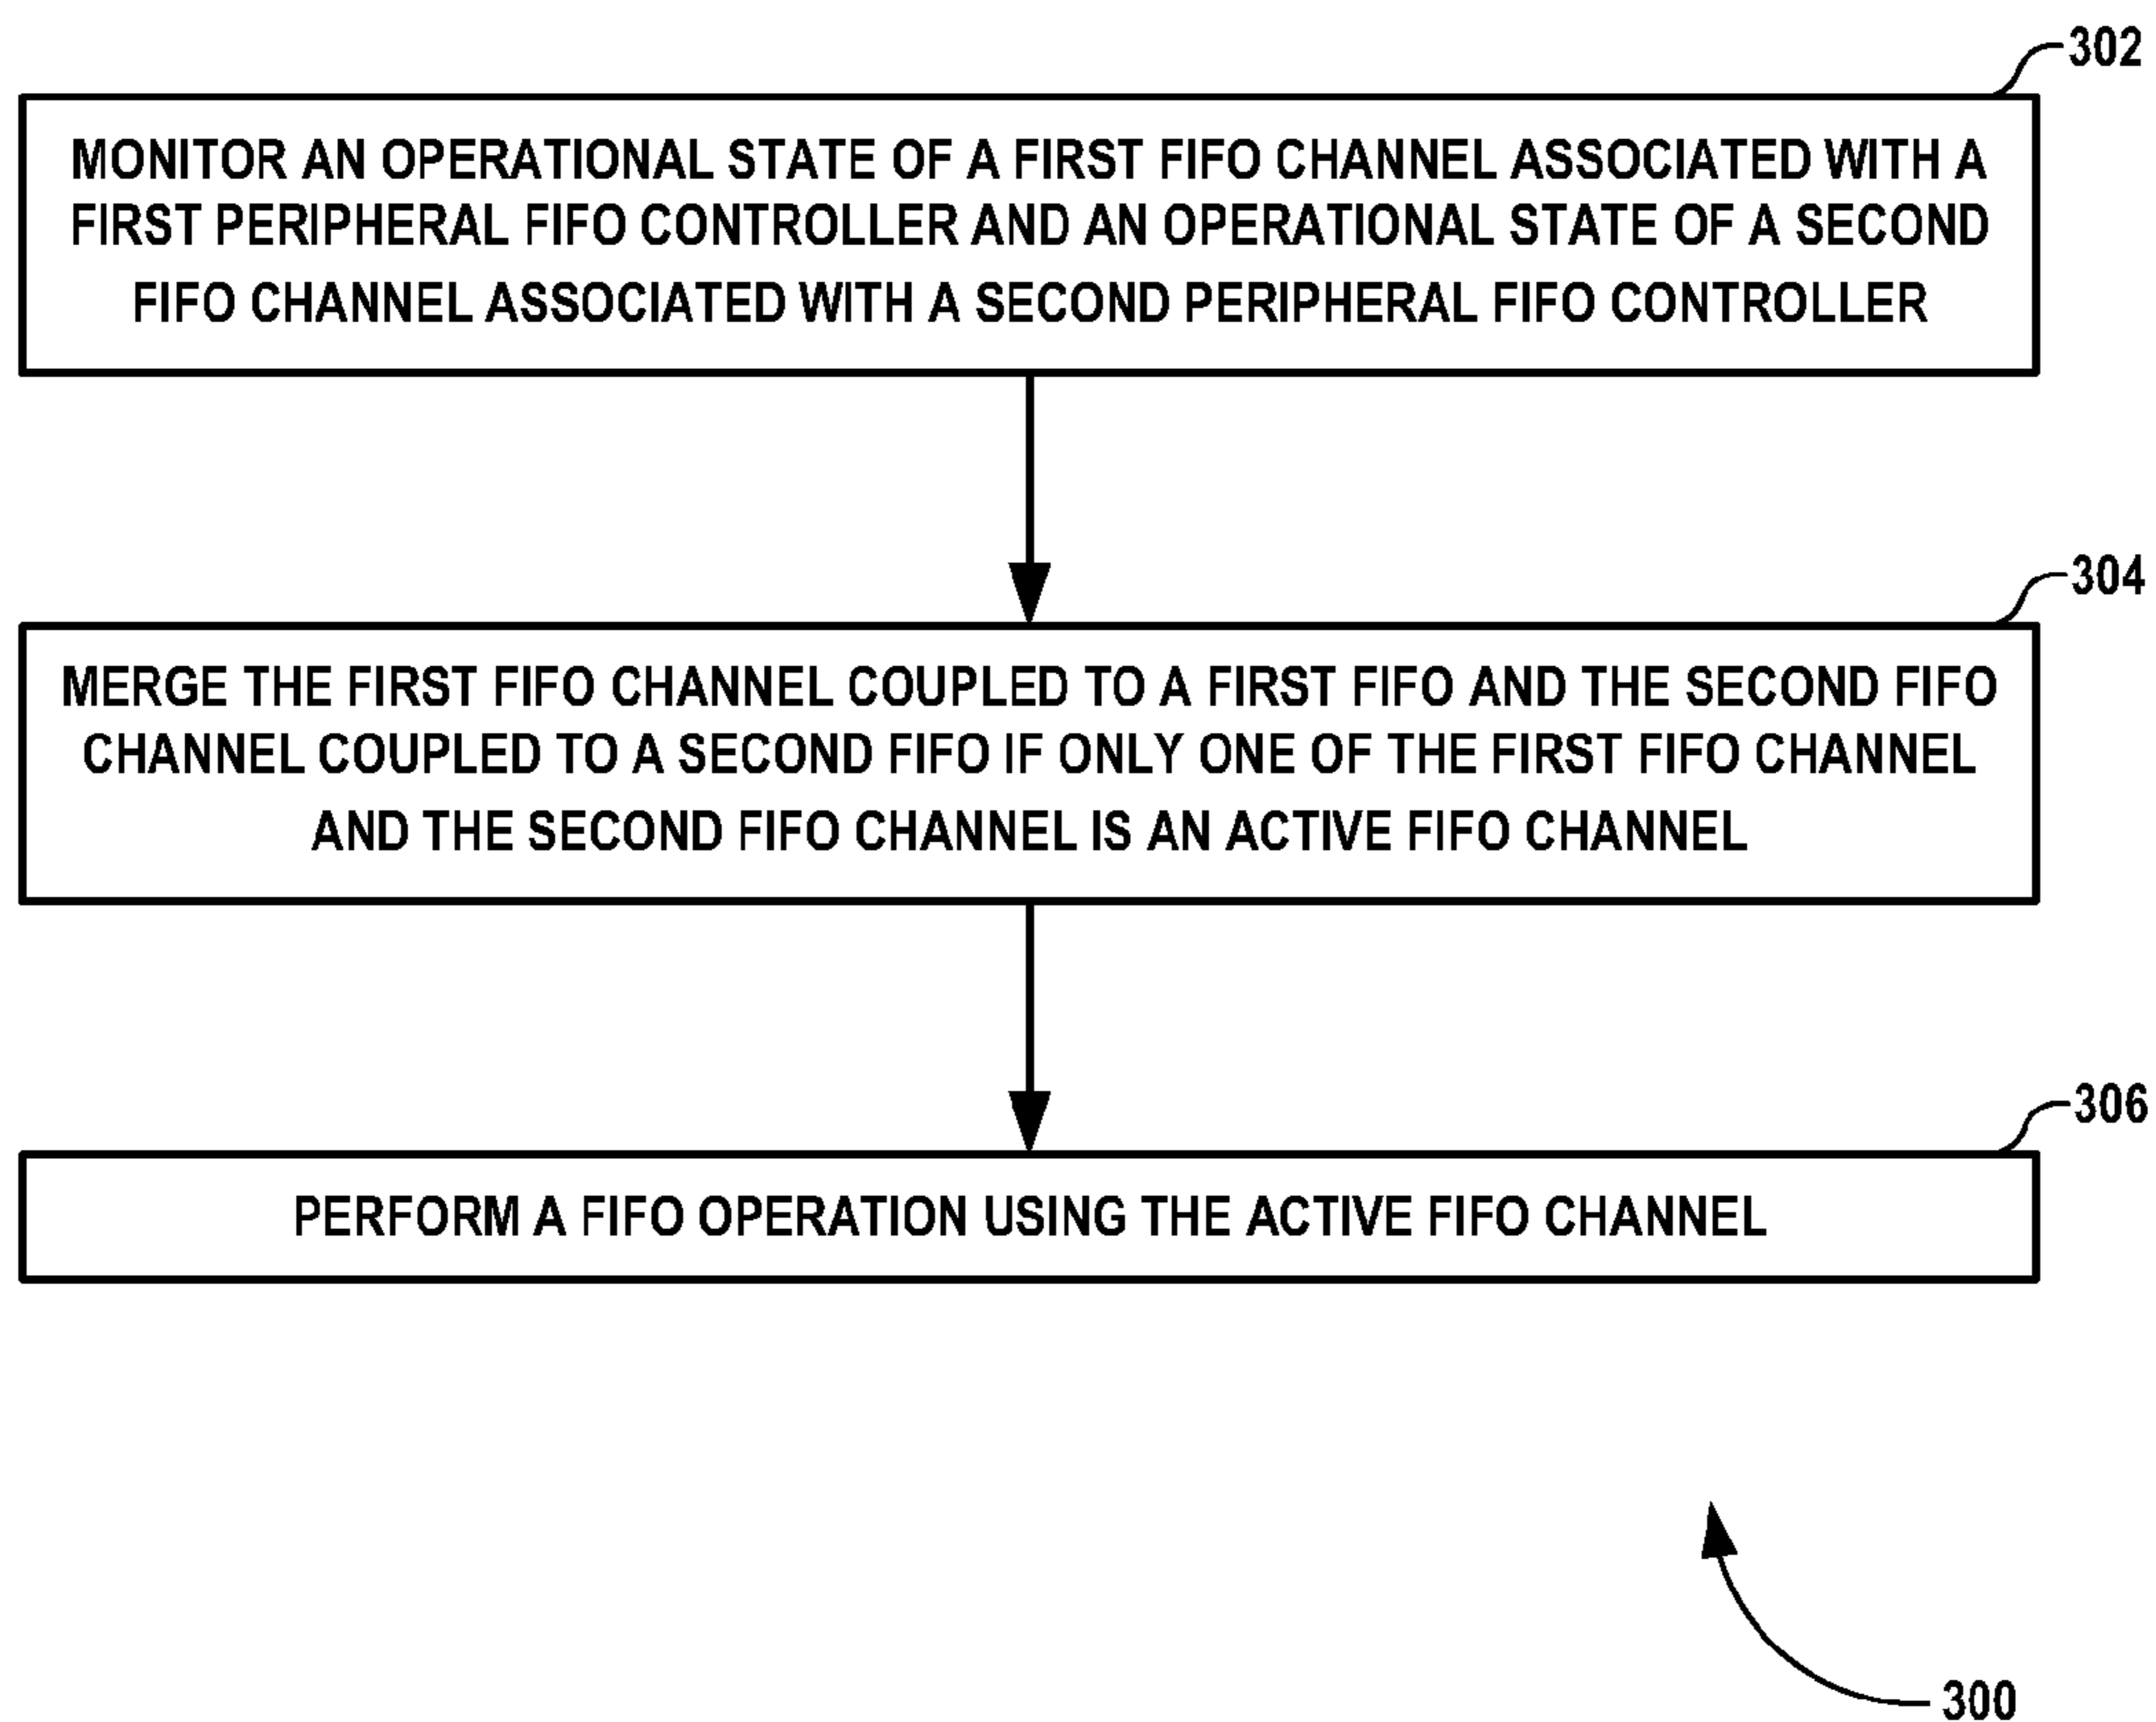 302
MONITOR AN OPERATIONAL STATE OF A FIRST FIFO CHANNEL ASSOCIATED WITH A
FIRST PERIPHERAL FIFO CONTROLLER AND AN OPERATIONAL STATE OF A SECOND
FIFO CHANNEL ASSOCIATED WITH A SECOND PERIPHERAL FIFO CONTROLLER
304
MERGE THE FIRST FIFO CHANNEL COUPLED TO A FIRST FIFO AND THE SECOND FIFO
CHANNEL COUPLED TO A SECOND FIFO IF ONLY ONE OF THE FIRST FIFO CHANNEL
AND THE SECOND FIFO CHANNEL IS AN ACTIVE FIFO CHANNEL
306
PERFORM A FIFO OPERATION USING THE ACTIVE FIFO CHANNEL
300